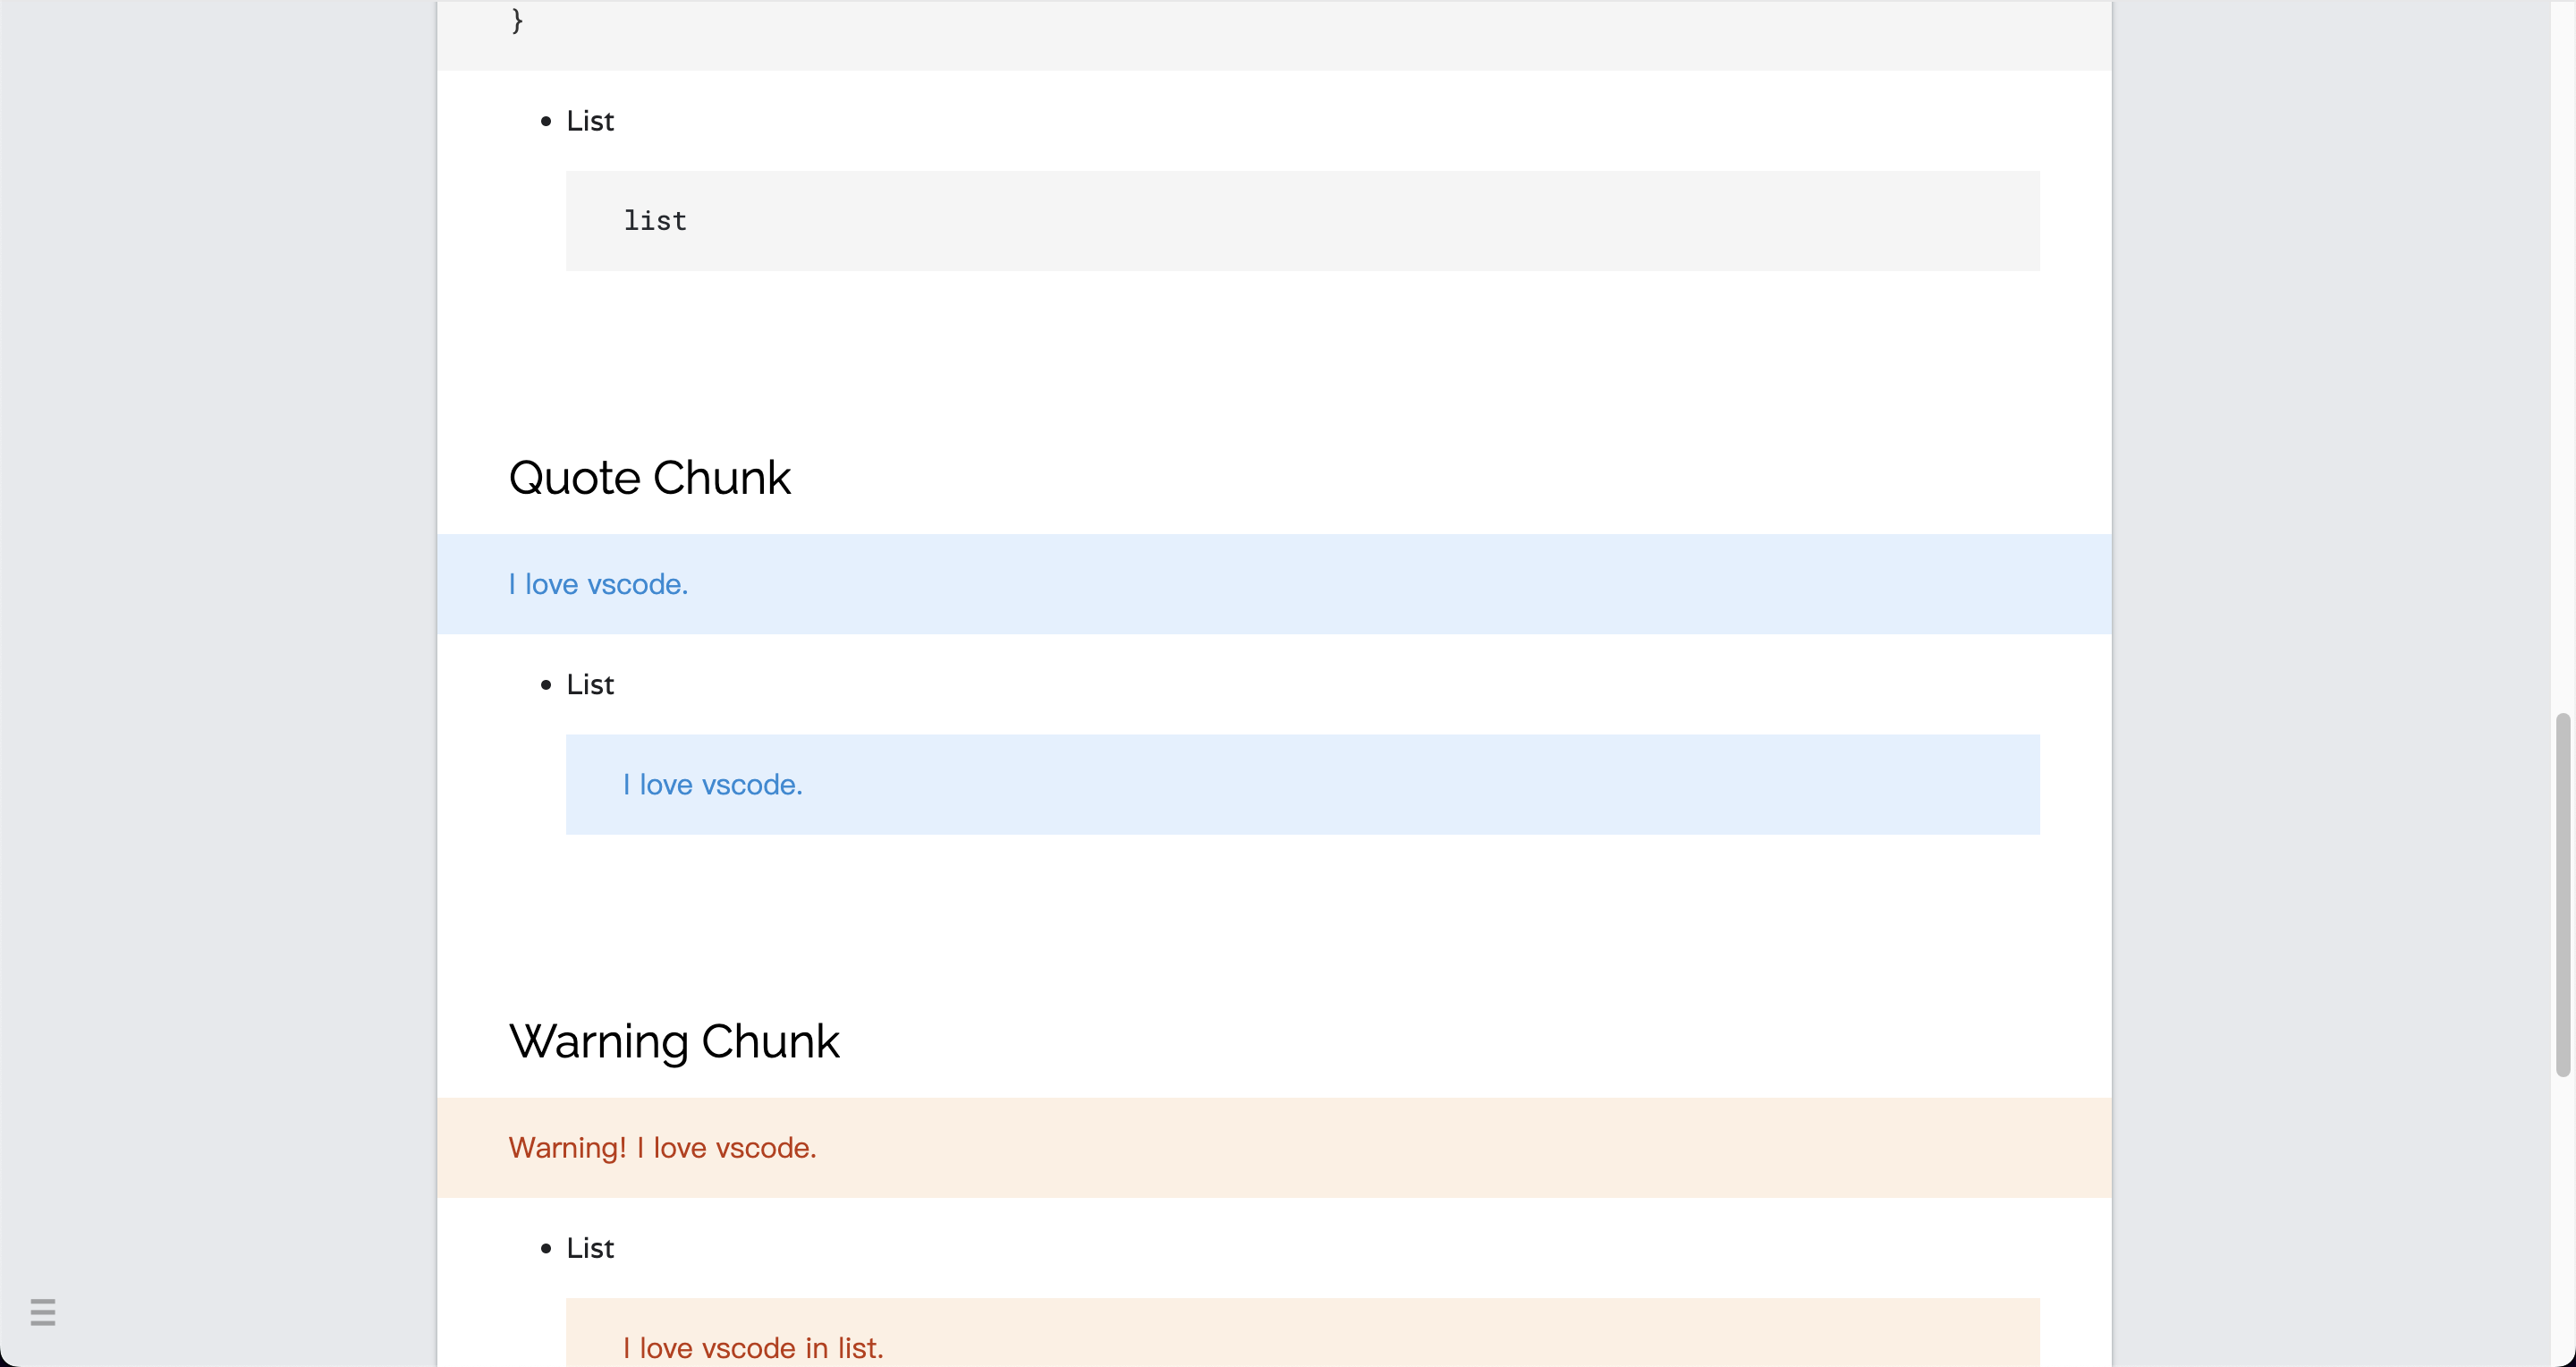 }
• List
list
Quote Chunk
I love vscode.
• List
I love vscode.
Warning Chunk
Warning! I love vscode.
• List
I love vscode in list.